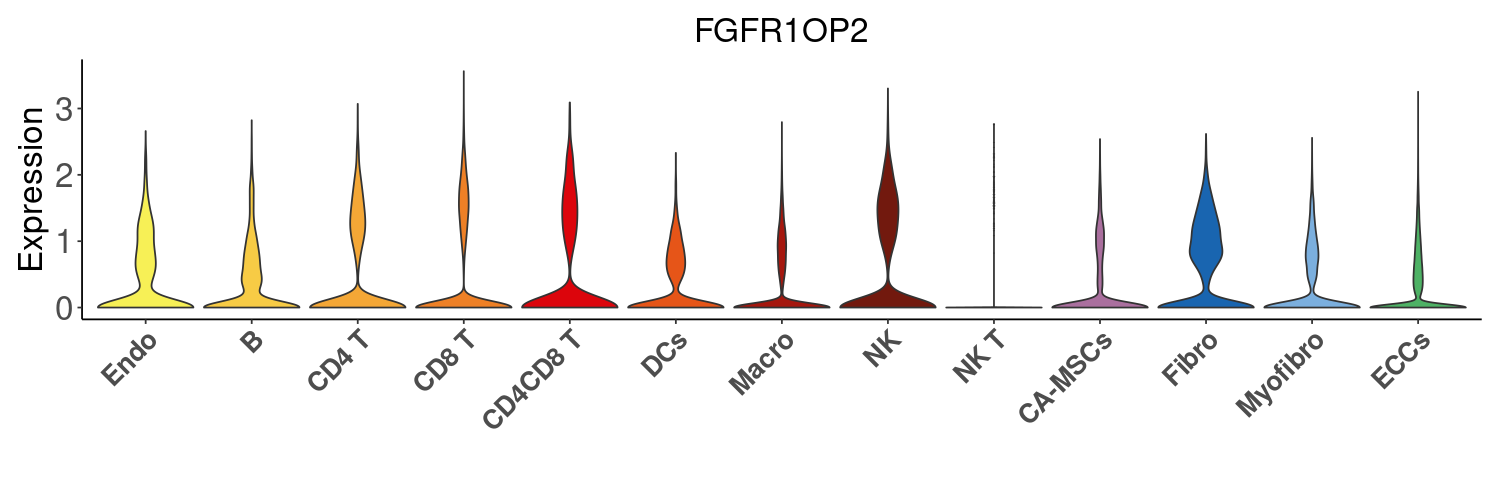 FGFR1OP2
Expression
3
2
1
0
Endo
B
CD4 T
CD8 T
CD4CD8 T
DCs
Macro
NK
NK T
CA-MSCs
Fibro
Myofibro
ECCs